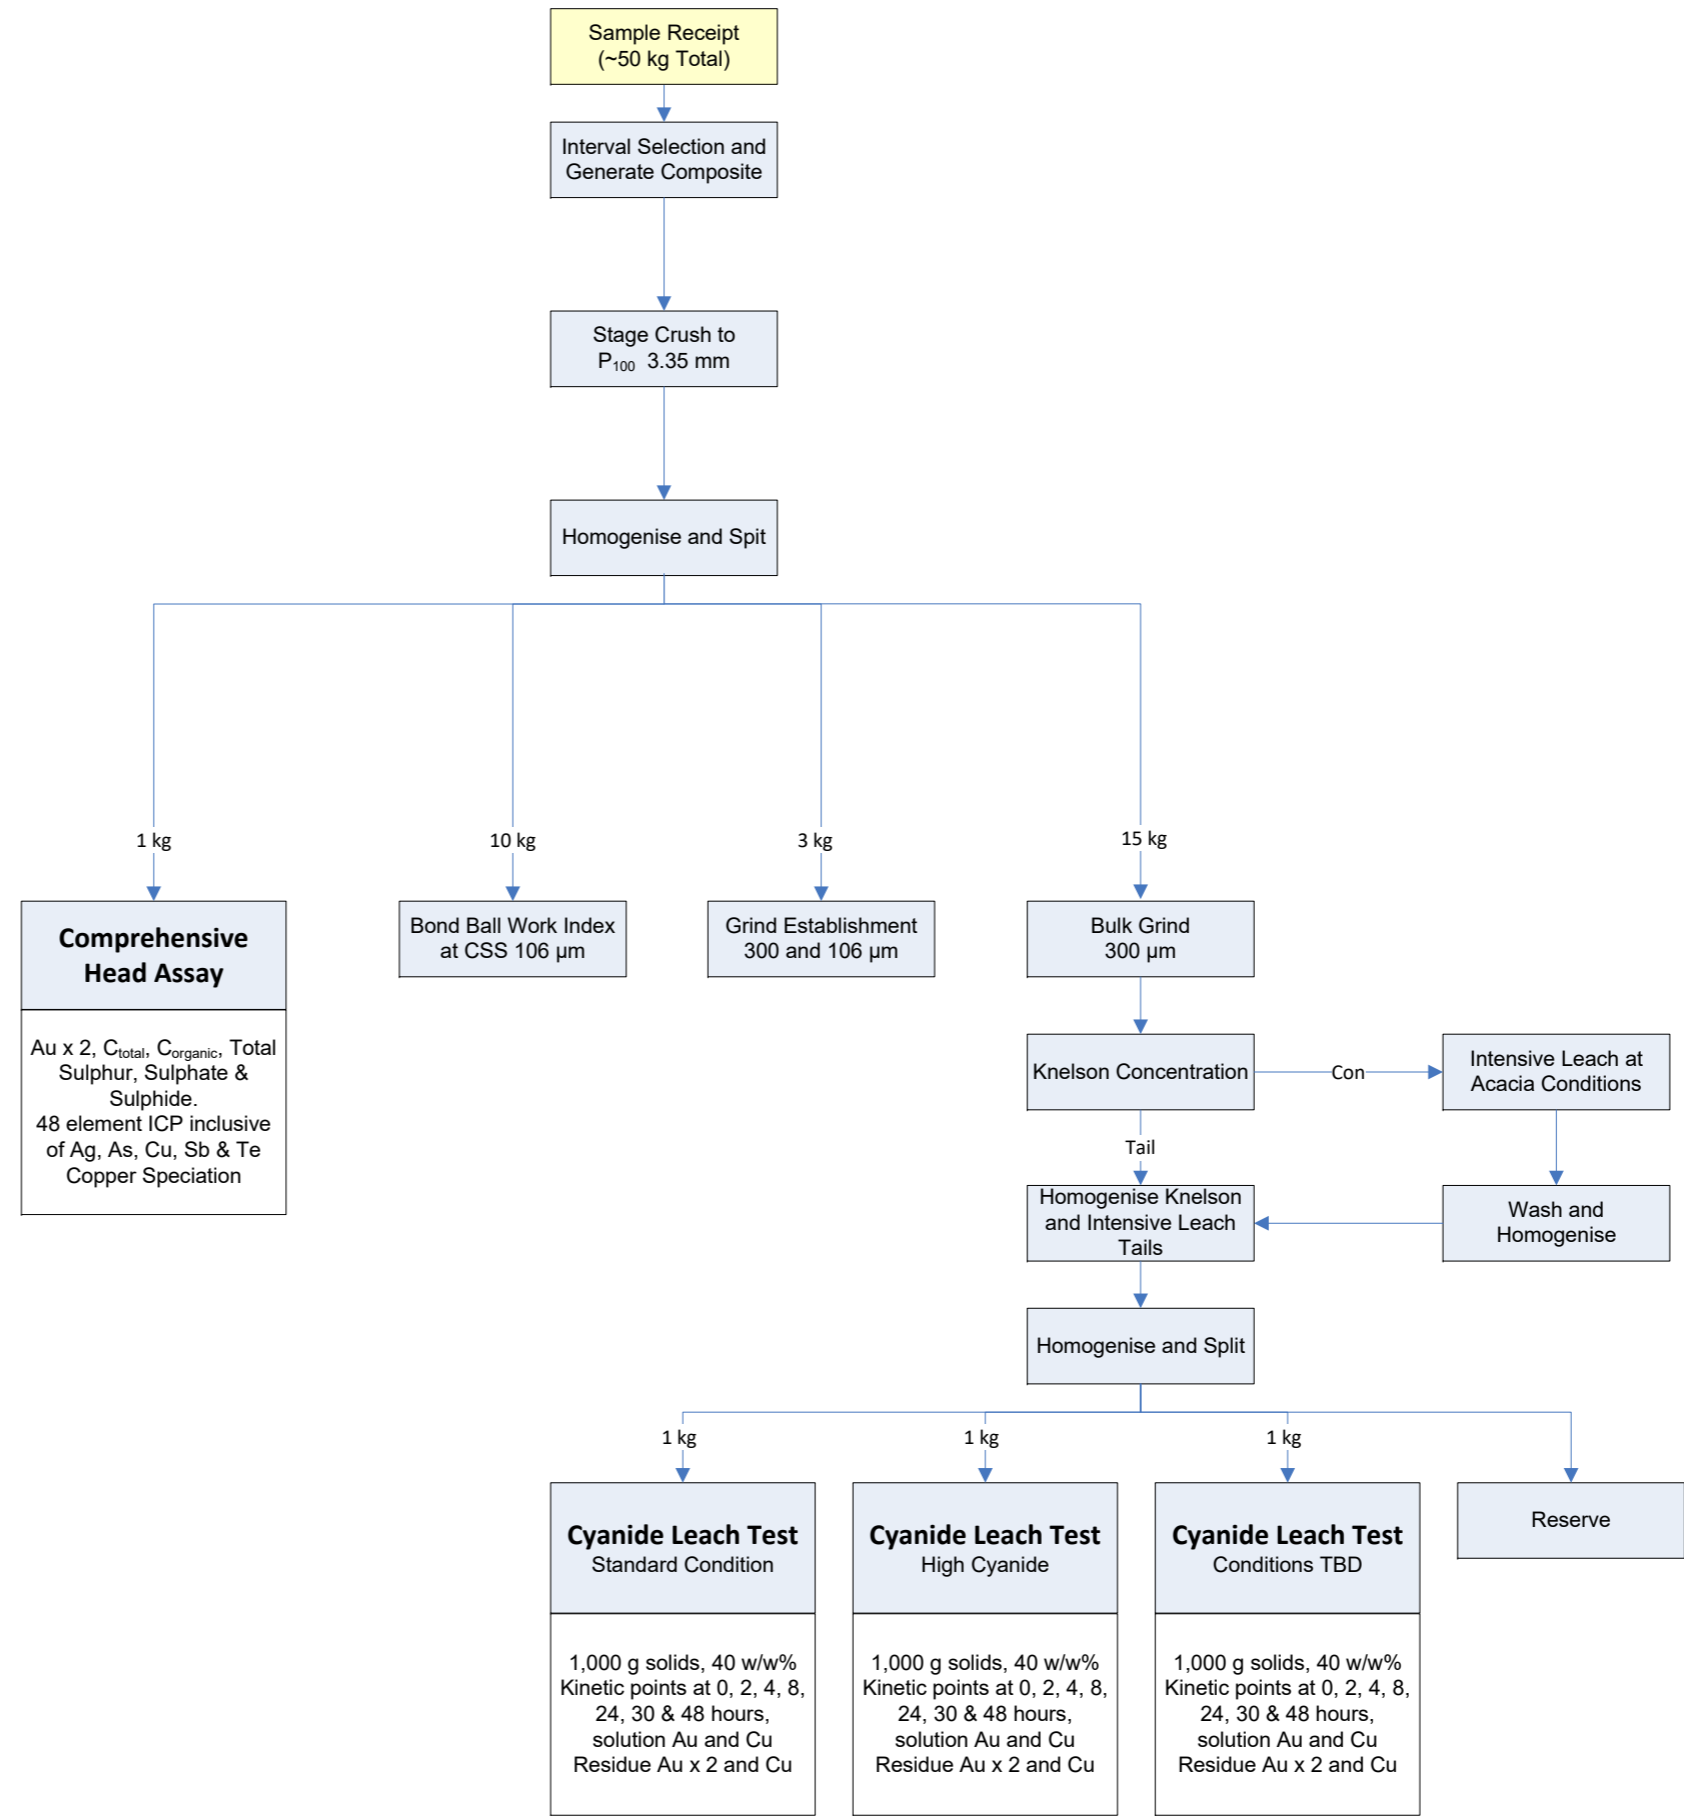 Sample Receipt
(~50 kg Total)
Interval Selection and
Generate Composite
Stage Crush to
P₁₀₀ 3.35 mm
Homogenise and Spit
1 kg
10 kg
3 kg
15 kg
Comprehensive
Head Assay
Au x 2, Ctotal, Corganic, Total
Sulphur, Sulphate &
Sulphide.
48 element ICP inclusive
of Ag, As, Cu, Sb & Te
Copper Speciation
Bond Ball Work Index
at CSS 106 µm
Grind Establishment
300 and 106 µm
Bulk Grind
300 µm
Knelson Concentration
Con
Intensive Leach at
Acacia Conditions
Tail
Homogenise Knelson
and Intensive Leach
Tails
Wash and
Homogenise
Homogenise and Split
1 kg
1 kg
1 kg
Cyanide Leach Test
Standard Condition
1,000 g solids, 40 w/w%
Kinetic points at 0, 2, 4, 8,
24, 30 & 48 hours,
solution Au and Cu
Residue Au x 2 and Cu
Cyanide Leach Test
High Cyanide
1,000 g solids, 40 w/w%
Kinetic points at 0, 2, 4, 8,
24, 30 & 48 hours,
solution Au and Cu
Residue Au x 2 and Cu
Cyanide Leach Test
Conditions TBD
1,000 g solids, 40 w/w%
Kinetic points at 0, 2, 4, 8,
24, 30 & 48 hours,
solution Au and Cu
Residue Au x 2 and Cu
Reserve